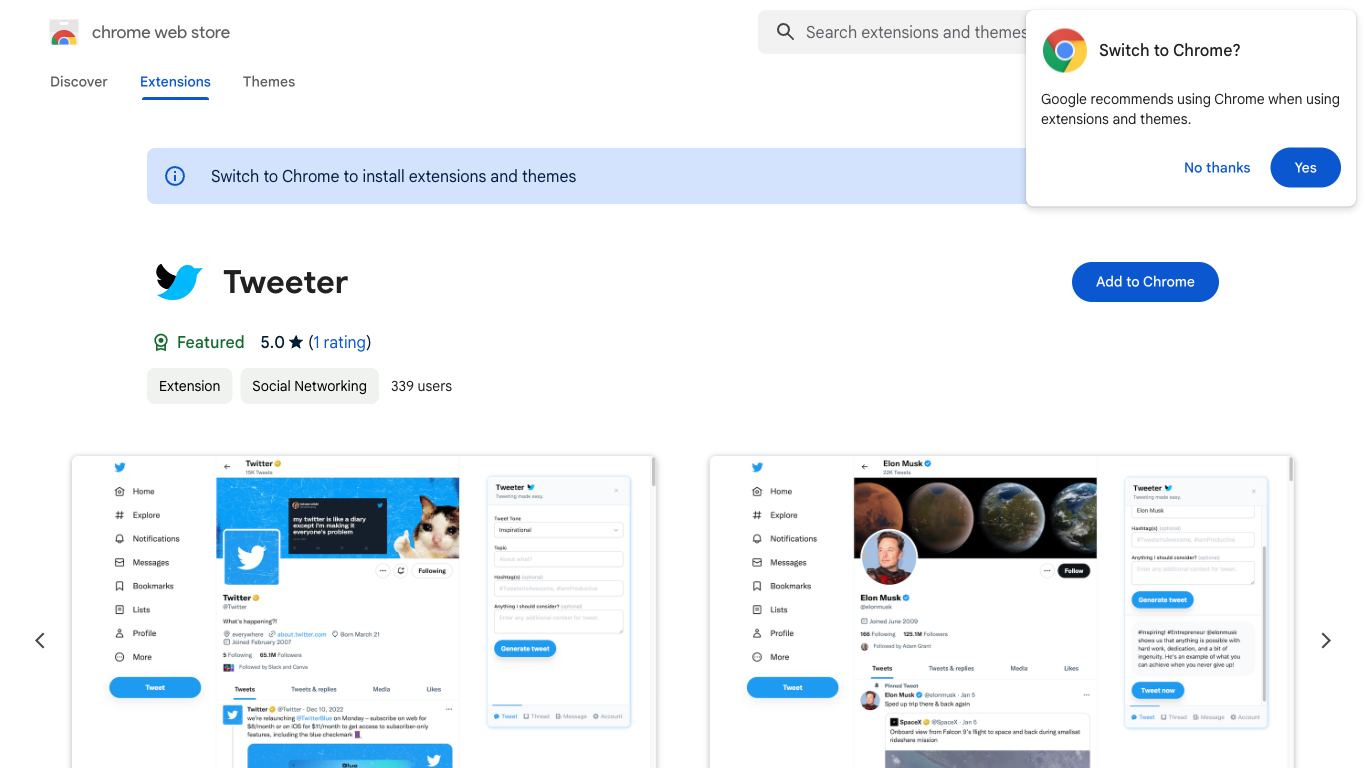 chrome web store
Search extensions and themes
Switch to Chrome?
Google recommends using Chrome when using
extensions and themes.
No thanks
Yes
Discover
Extensions
Themes
Switch to Chrome to install extensions and themes
Tweeter
Add to Chrome
Featured
5.0 ★ (1 rating)
Extension
Social Networking
339 users
Home
Explore
Notifications
Messages
Bookmarks
Lists
Profile
More
Tweet
Twitter
15K Tweets
my twitter is like a diary
except I'm making it
everyone's problem
Following
Twitter
@Twitter
What's happening?!
everywhere
about.twitter.com
Born March 21
Joined February 2007
5 Following
65.1M Followers
Followed by Slack and Canva
Tweets
Tweets & replies
Media
Likes
Twitter @Twitter · Dec 10, 2022
we're relaunching @TwitterBlue on Monday – subscribe on web for
$8/month or on iOS for $11/month to get access to subscriber-only
features, including the blue checkmark
Blue
Tweeter
Tweeting made easy.
×
Tweet Tone
Inspirational
Topic
About what?
Hashtag(s) (optional)
#TweeterIsAwesome, #IamProductive
Anything I should consider? (optional)
Enter any additional context for tweet.
Generate tweet
Tweet
Thread
Message
Account
Home
Explore
Notifications
Messages
Bookmarks
Lists
Profile
More
Tweet
Elon Musk
22K Tweets
Follow
Elon Musk
@elonmusk
Joined June 2009
166 Following
125.1M Followers
Followed by Adam Grant
Tweets
Tweets & replies
Media
Likes
Pinned Tweet
Elon Musk @elonmusk · Jan 5
Sped up trip there & back again
SpaceX @SpaceX · Jan 5
Onboard view from Falcon 9's flight to space and back during smallsat
rideshare mission
Tweeter
Tweeting made easy.
×
Elon Musk
Hashtag(s) (optional)
#TweeterIsAwesome, #IamProductive
Anything I should consider? (optional)
Enter any additional context for tweet.
Generate tweet
#Inspiring! #Entrepreneur @elonmusk
shows us that anything is possible with
hard work, dedication, and a bit of
ingenuity. He's an example of what you
can achieve when you never give up!
Tweet now
Tweet
Thread
Message
Account